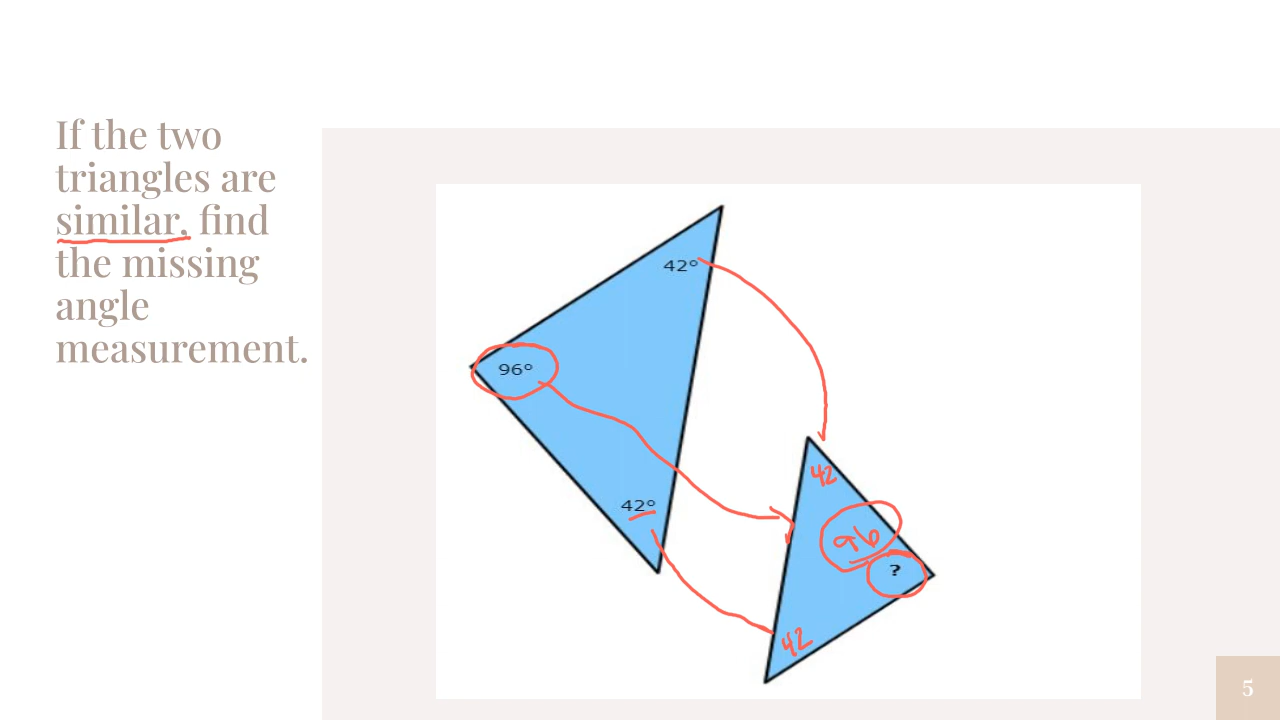 If the two
triangles are
similar, find
the missing
angle
measurement.
42°
96°
42°
42
96
?
42
5